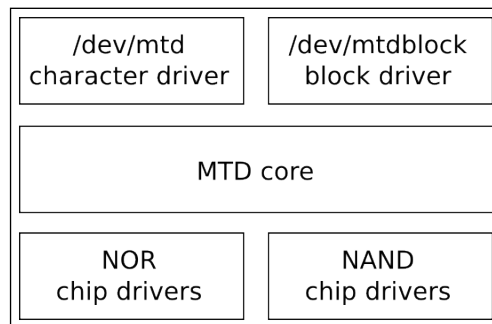 /dev/mtd
character driver
/dev/mtdblock
block driver
MTD core
NOR
chip drivers
NAND
chip drivers